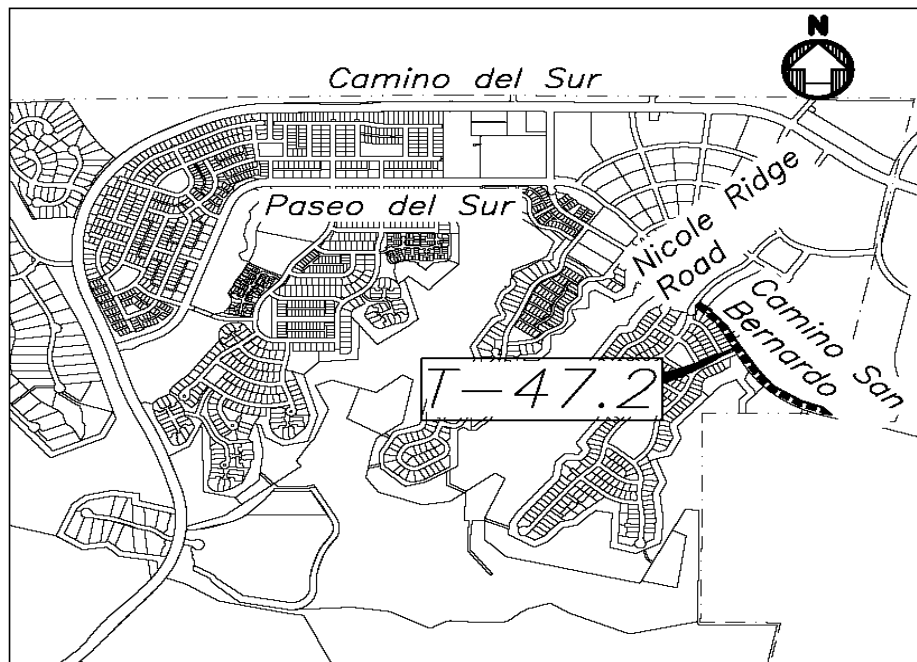 N
Camino del Sur
Paseo del Sur
Nicole Ridge
Road
Camino San
Bernardo
T-47.2